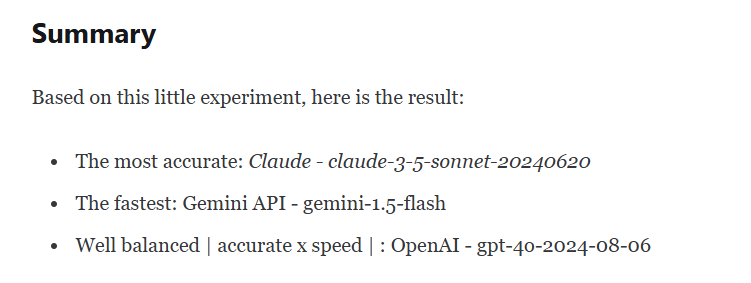 Summary
Based on this little experiment, here is the result:
• The most accurate: Claude - claude-3-5-sonnet-20240620
• The fastest: Gemini API - gemini-1.5-flash
• Well balanced | accurate x speed | : OpenAI - gpt-4o-2024-08-06